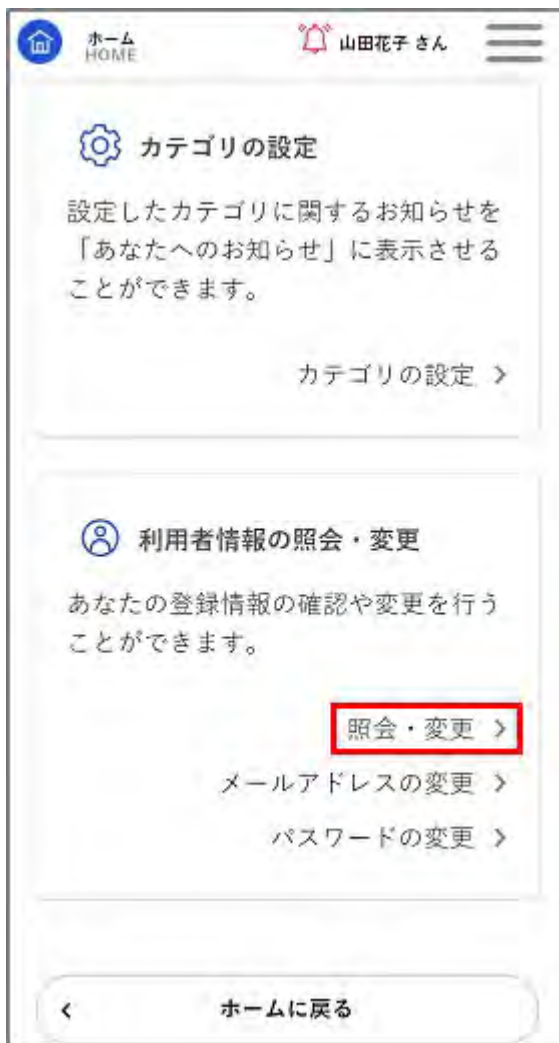 ホーム
HOME
山田花子 さん
カテゴリの設定
設定したカテゴリに関するお知らせを
「あなたへのお知らせ」に表示させる
ことができます。
カテゴリの設定 >
利用者情報の照会・変更
あなたの登録情報の確認や変更を行う
ことができます。
照会・変更 >
メールアドレスの変更 >
パスワードの変更 >
< ホームに戻る